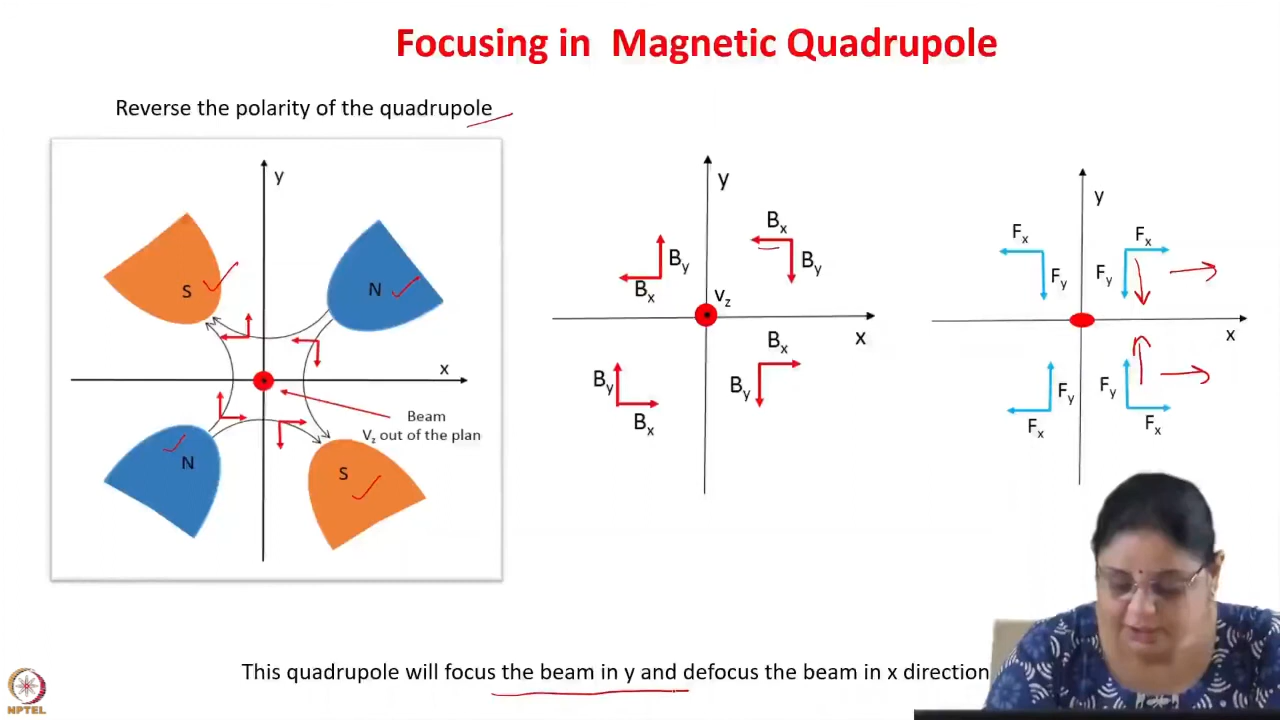 Focusing in Magnetic Quadrupole
Reverse the polarity of the quadrupole
y
S
N
x
Beam
Vz out of the plan
N
S
y
Bx
By
By
Bx
vz
x
Bx
By
By
Bx
y
Fx
Fx
Fy
Fy
x
Fy
Fy
Fx
Fx
This quadrupole will focus the beam in y and defocus the beam in x direction
NPTEL